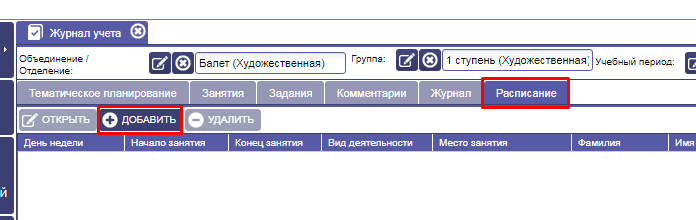 Журнал учета
Объединение / Отделение: Балет (Художественная) Группа: 1 ступень (Художественная) Учебный период:
Тематическое планирование Занятия Задания Комментарии Журнал Расписание
ОТКРЫТЬ ДОБАВИТЬ УДАЛИТЬ
День недели Начало занятия Конец занятия Вид деятельности Место занятия Фамилия Имя
й